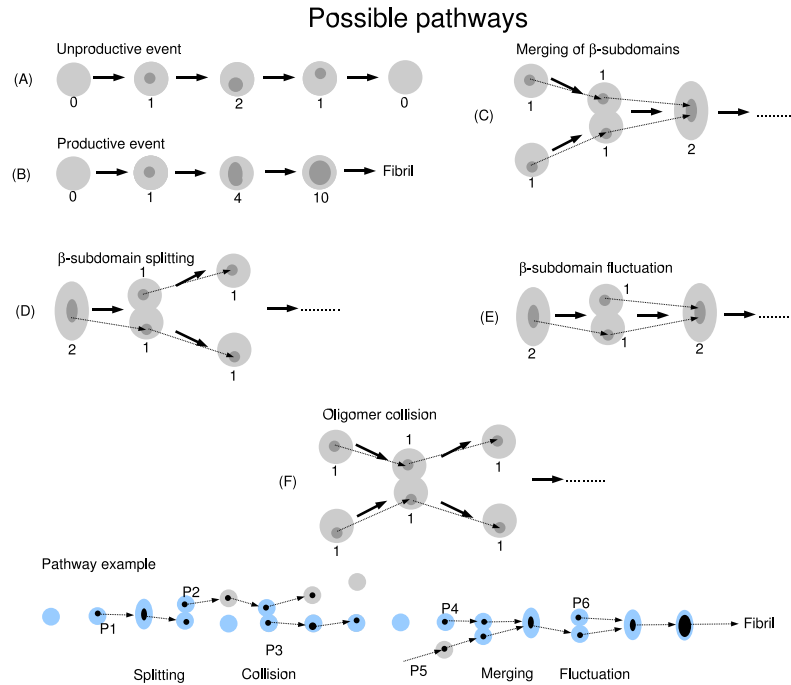 Possible pathways
Unproductive event
(A)
0 1 2 1 0
Productive event
(B)
Fibril
0 1 4 10
Merging of β-subdomains
(C)
1
1
1
1
2
........
β-subdomain splitting
(D)
1
1
2
1
1
........
β-subdomain fluctuation
(E)
1
2
1
2
........
Oligomer collision
(F)
1
1
1
1
1
1
........
Pathway example
P1
P2
P3
P4
P5
P6
Fibril
Splitting Collision Merging Fluctuation